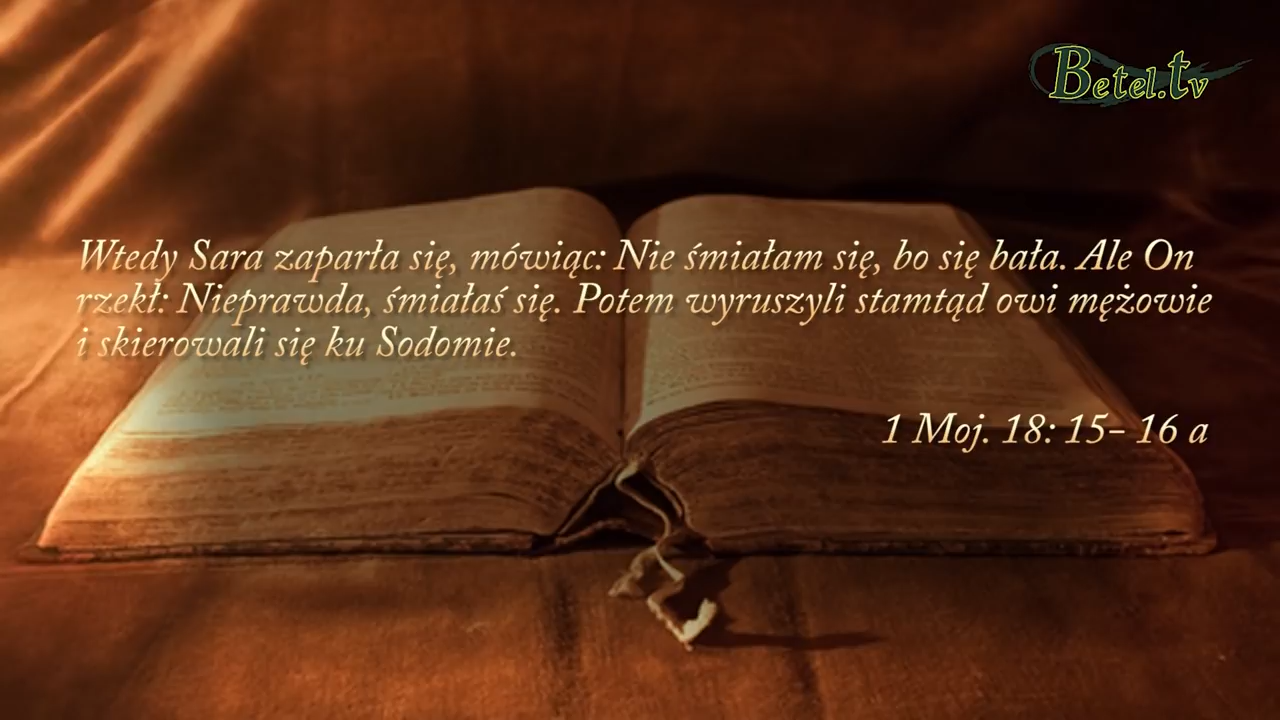 Betel.tv
Wtedy Sara zaparła się, mówiąc: Nie śmiałam się, bo się bała. Ale On
rzekł: Nieprawda, śmiałaś się. Potem wyruszyli stamtąd owi mężowie
i skierowali się ku Sodomie.
1 Moj. 18: 15- 16 a